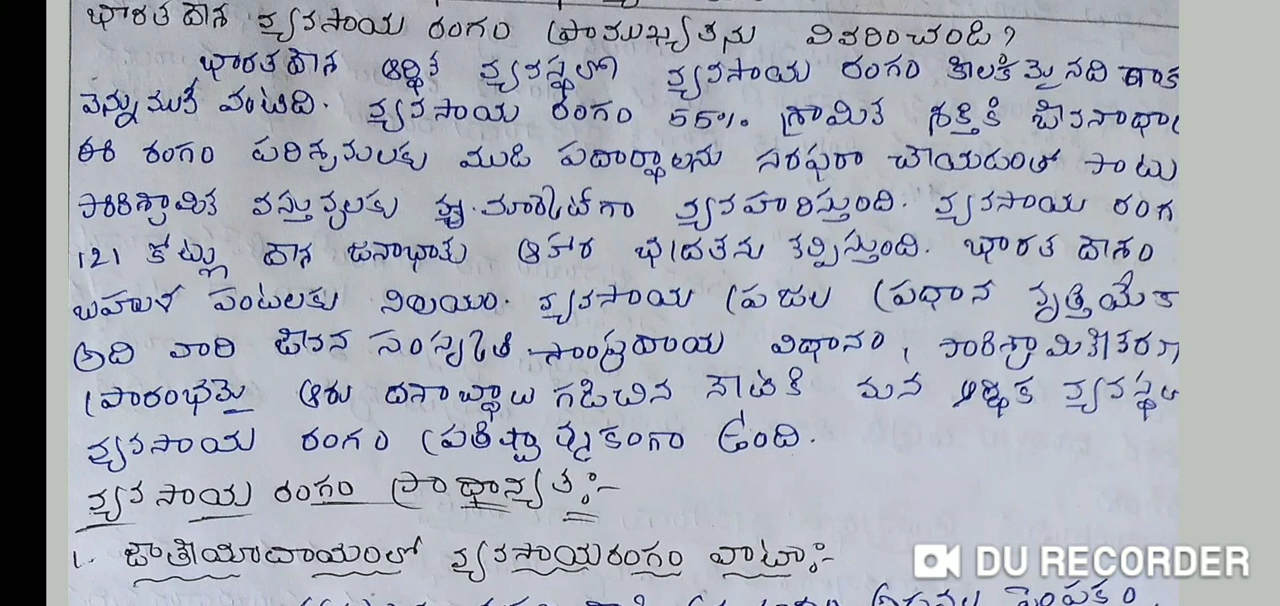 భారత దేశ వ్యవసాయ రంగం ప్రాముఖ్యతను వివరించండి?
భారతదేశ ఆర్థిక వ్యవస్థలో వ్యవసాయ రంగం కీలకమైనది
వెన్నుముక వంటిది. వ్యవసాయ రంగం 55% శ్రామిక శక్తికి
ఈ రంగం పరిశ్రమలకు ముడి పదార్థాలను సరఫరా చేయడంతో పాటు
పారిశ్రామిక వస్తువులకు మార్కెట్‌గా వ్యవహరిస్తుంది. వ్యవసాయ రంగ
121 కోట్లు దేశ జనాభాకు ఆహార భద్రతను కల్పిస్తుంది. భారత దేశం
బహుళ పంటలకు నిలయం. వ్యవసాయ ప్రజల ప్రధాన వృత్తియేక
అది వారి జీవన సంస్కృతి సాంప్రదాయ విధానం,
ప్రారంభమై ఆరు దశాబ్దాలు గడిచిన నాటికి మన ఆర్థిక వ్యవస్థల
వ్యవసాయ రంగం ప్రతిష్టాత్మకంగా ఉంది.
వ్యవసాయ రంగం ప్రాధాన్యత:-
1. జాతీయాదాయంలో వ్యవసాయరంగం వాటా:-
DU RECORDER